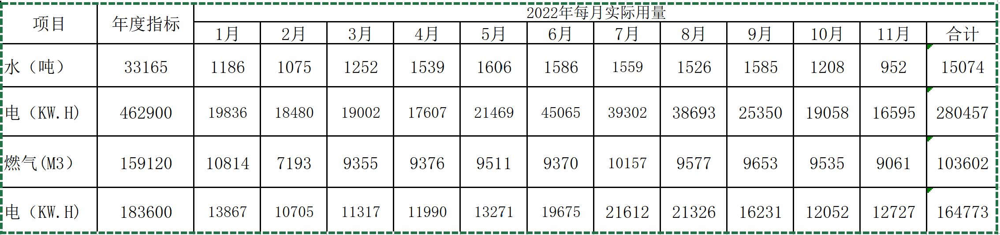 项目 年度指标 2022年每月实际用量
1月 2月 3月 4月 5月 6月 7月 8月 9月 10月 11月 合计
水（吨） 33165 1186 1075 1252 1539 1606 1586 1559 1526 1585 1208 952 15074
电（KW.H) 462900 19836 18480 19002 17607 21469 45065 39302 38693 25350 19058 16595 280457
燃气(M3） 159120 10814 7193 9355 9376 9511 9370 10157 9577 9653 9535 9061 103602
电（KW.H) 183600 13867 10705 11317 11990 13271 19675 21612 21326 16231 12052 12727 164773